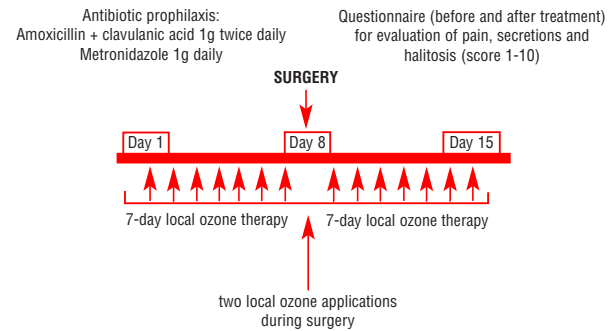 Antibiotic prophilaxis:
Amoxicillin + clavulanic acid 1g twice daily
Metronidazole 1g daily
Questionnaire (before and after treatment)
for evaluation of pain, secretions and
halitosis (score 1-10)
SURGERY
Day 1
Day 8
Day 15
7-day local ozone therapy
7-day local ozone therapy
two local ozone applications
during surgery